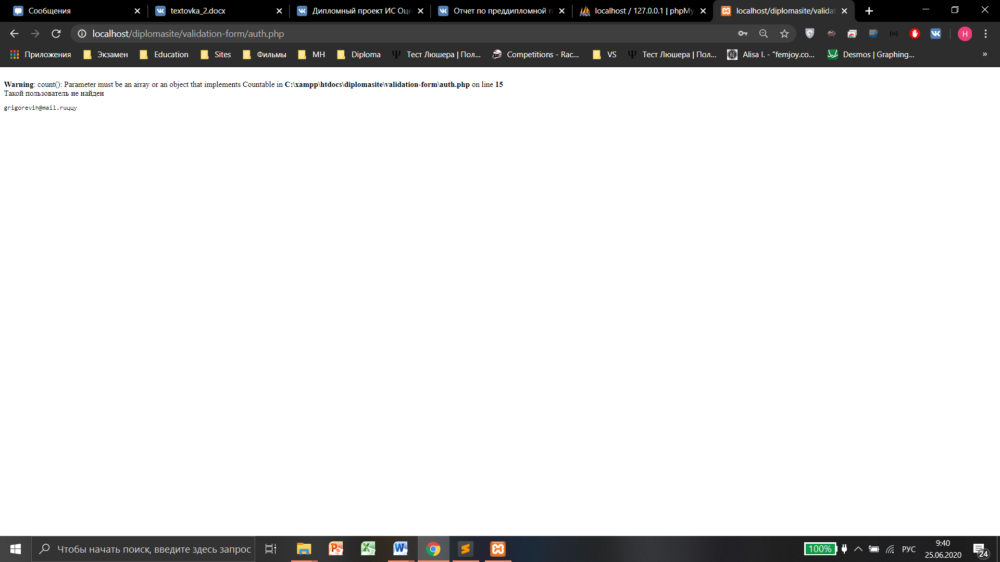 Сообщения
textovka_2.docx
Дипломный проект ИС Оце
Отчет по преддипломной п
localhost / 127.0.0.1 | phpMy
localhost/diplomasite/validat
localhost/diplomasite/validation-form/auth.php
H
Приложения
Экзамен
Education
Sites
Фильмы
МН
Diploma
Тест Люшера | Пол...
Competitions - Rac...
VS
Тест Люшера | Пол...
Alisa I. - "femjoy.co...
Desmos | Graphing...
»
Warning: count(): Parameter must be an array or an object that implements Countable in C:\xampp\htdocs\diplomasite\validation-form\auth.php on line 15
Такой пользователь не найден
grigorevih@mail.ruццу
Чтобы начать поиск, введите здесь запрос
100%
РУС
9:40
25.06.2020
24